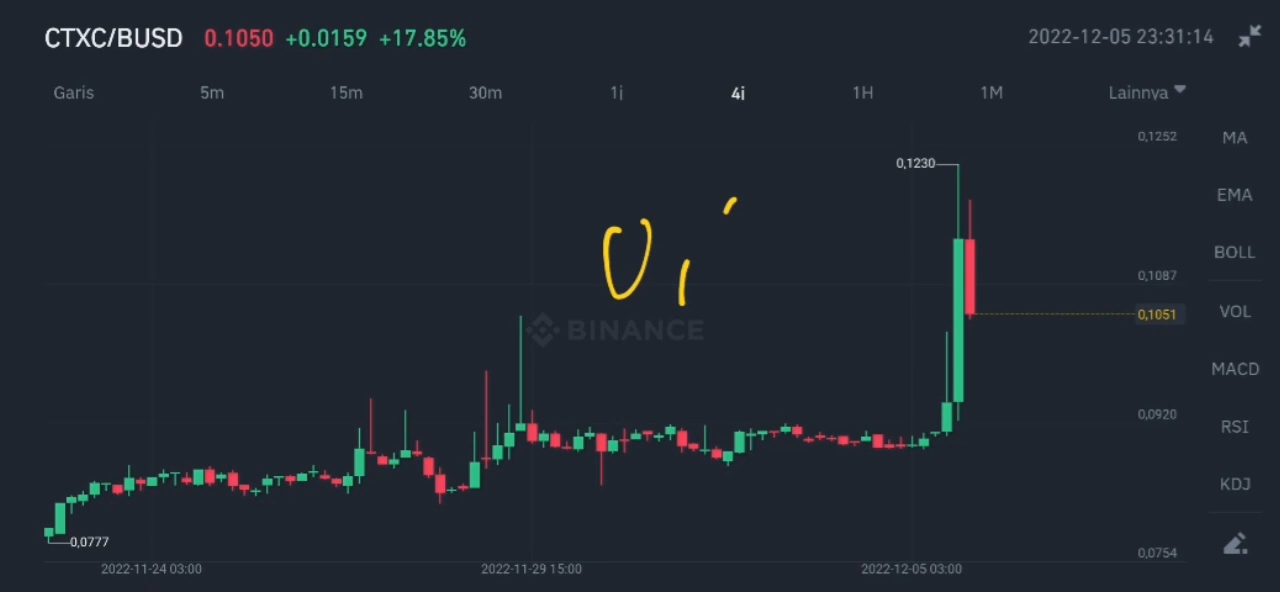 CTXC/BUSD 0.1050 +0.0159 +17.85% 2022-12-05 23:31:14
Garis 5m 15m 30m 1j 4j 1H 1M Lainnya
0,1252
MA
0,1230
EMA
BOLL
0,1087
VOL
0,1051
BINANCE
MACD
0,0920
RSI
KDJ
0,0777
0,0754
2022-11-24 03:00 2022-11-29 15:00 2022-12-05 03:00